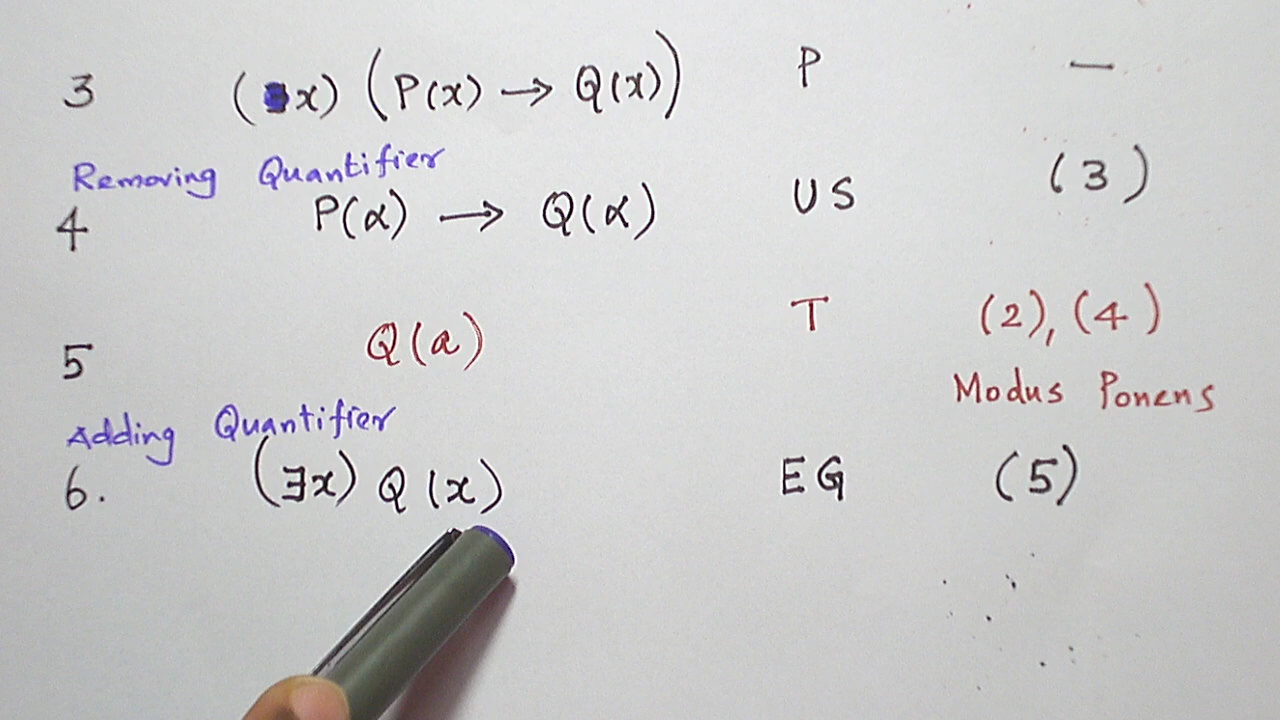 3 (∃x) (P(x) → Q(x)) P —
Removing Quantifier
4 P(α) → Q(α) US (3)
5 Q(a) T (2), (4)
Modus Ponens
Adding Quantifier
6. (∃x) Q(x) EG (5)